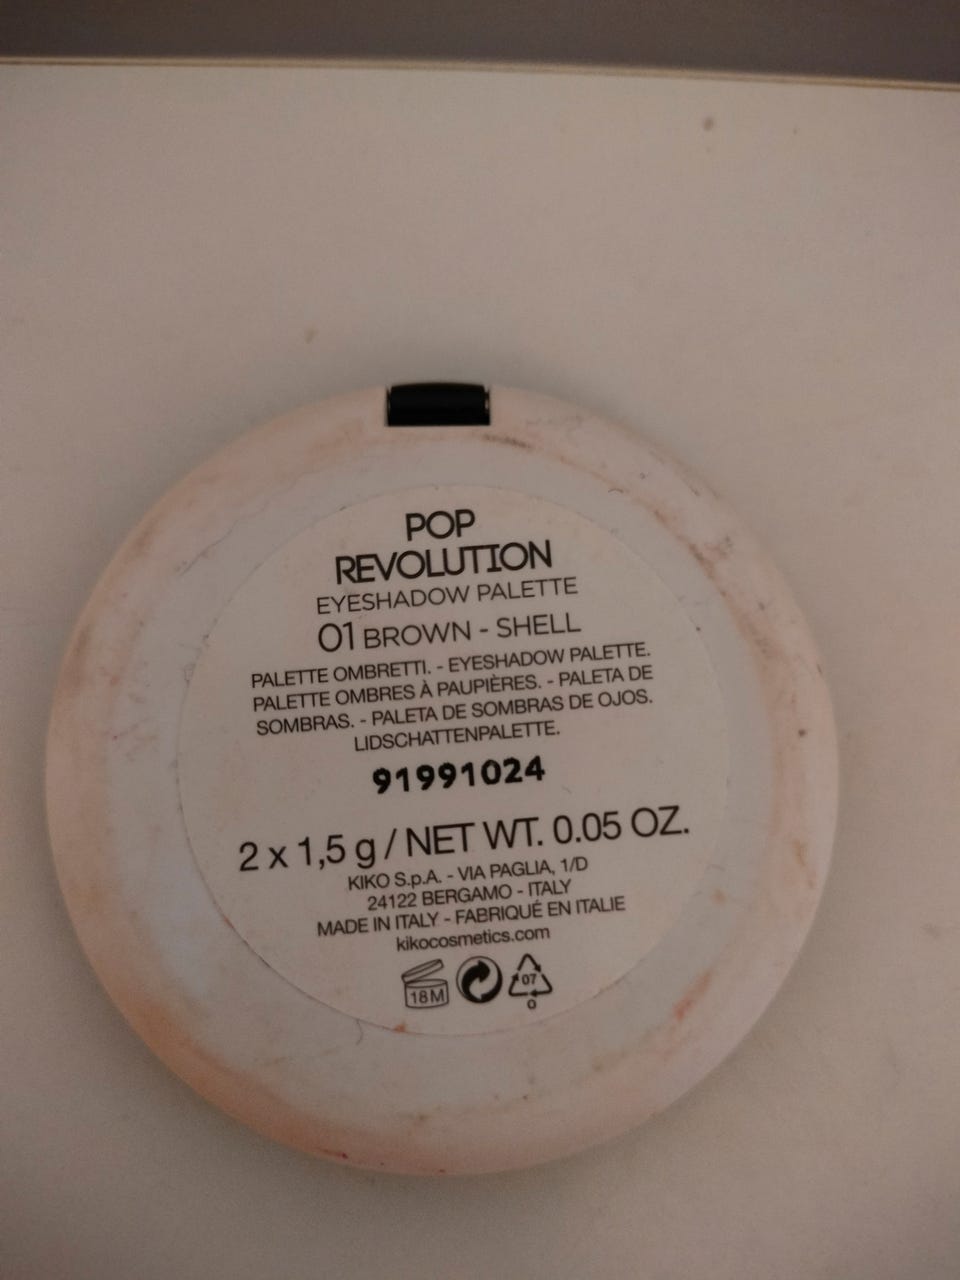 POP
REVOLUTION
EYESHADOW PALETTE
01 BROWN - SHELL
PALETTE OMBRETTI. - EYESHADOW PALETTE.
PALETTE OMBRES À PAUPIÈRES. - PALETA DE
SOMBRAS. - PALETA DE SOMBRAS DE OJOS.
LIDSCHATTENPALETTE.
91991024
2 x 1,5 g / NET WT. 0.05 OZ.
KIKO S.p.A. - VIA PAGLIA, 1/D
24122 BERGAMO - ITALY
MADE IN ITALY - FABRIQUÉ EN ITALIE
kikocosmetics.com
18M 07
O